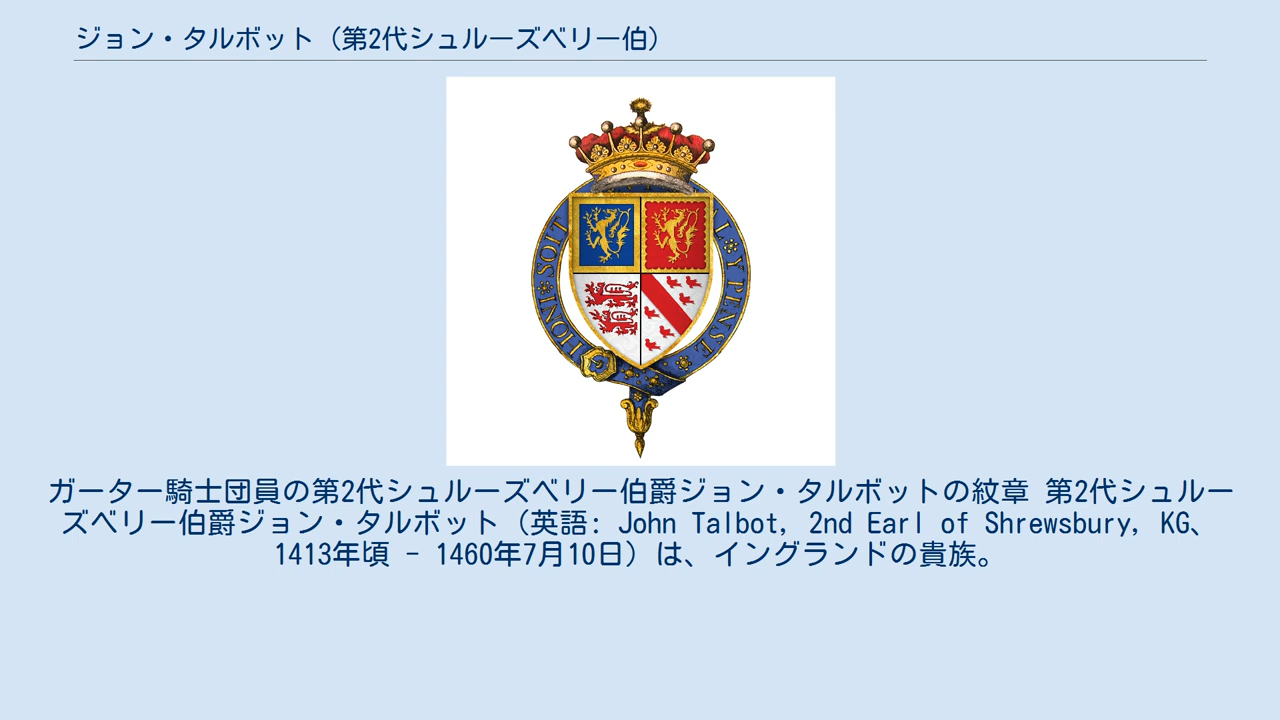 ジョン・タルボット（第2代シュルーズベリー伯）
HONI SOIT
L Y PENSE
ガーター騎士団員の第2代シュルーズベリー伯爵ジョン・タルボットの紋章 第2代シュルー
ズベリー伯爵ジョン・タルボット（英語: John Talbot, 2nd Earl of Shrewsbury, KG、
1413年頃 - 1460年7月10日）は、イングランドの貴族。